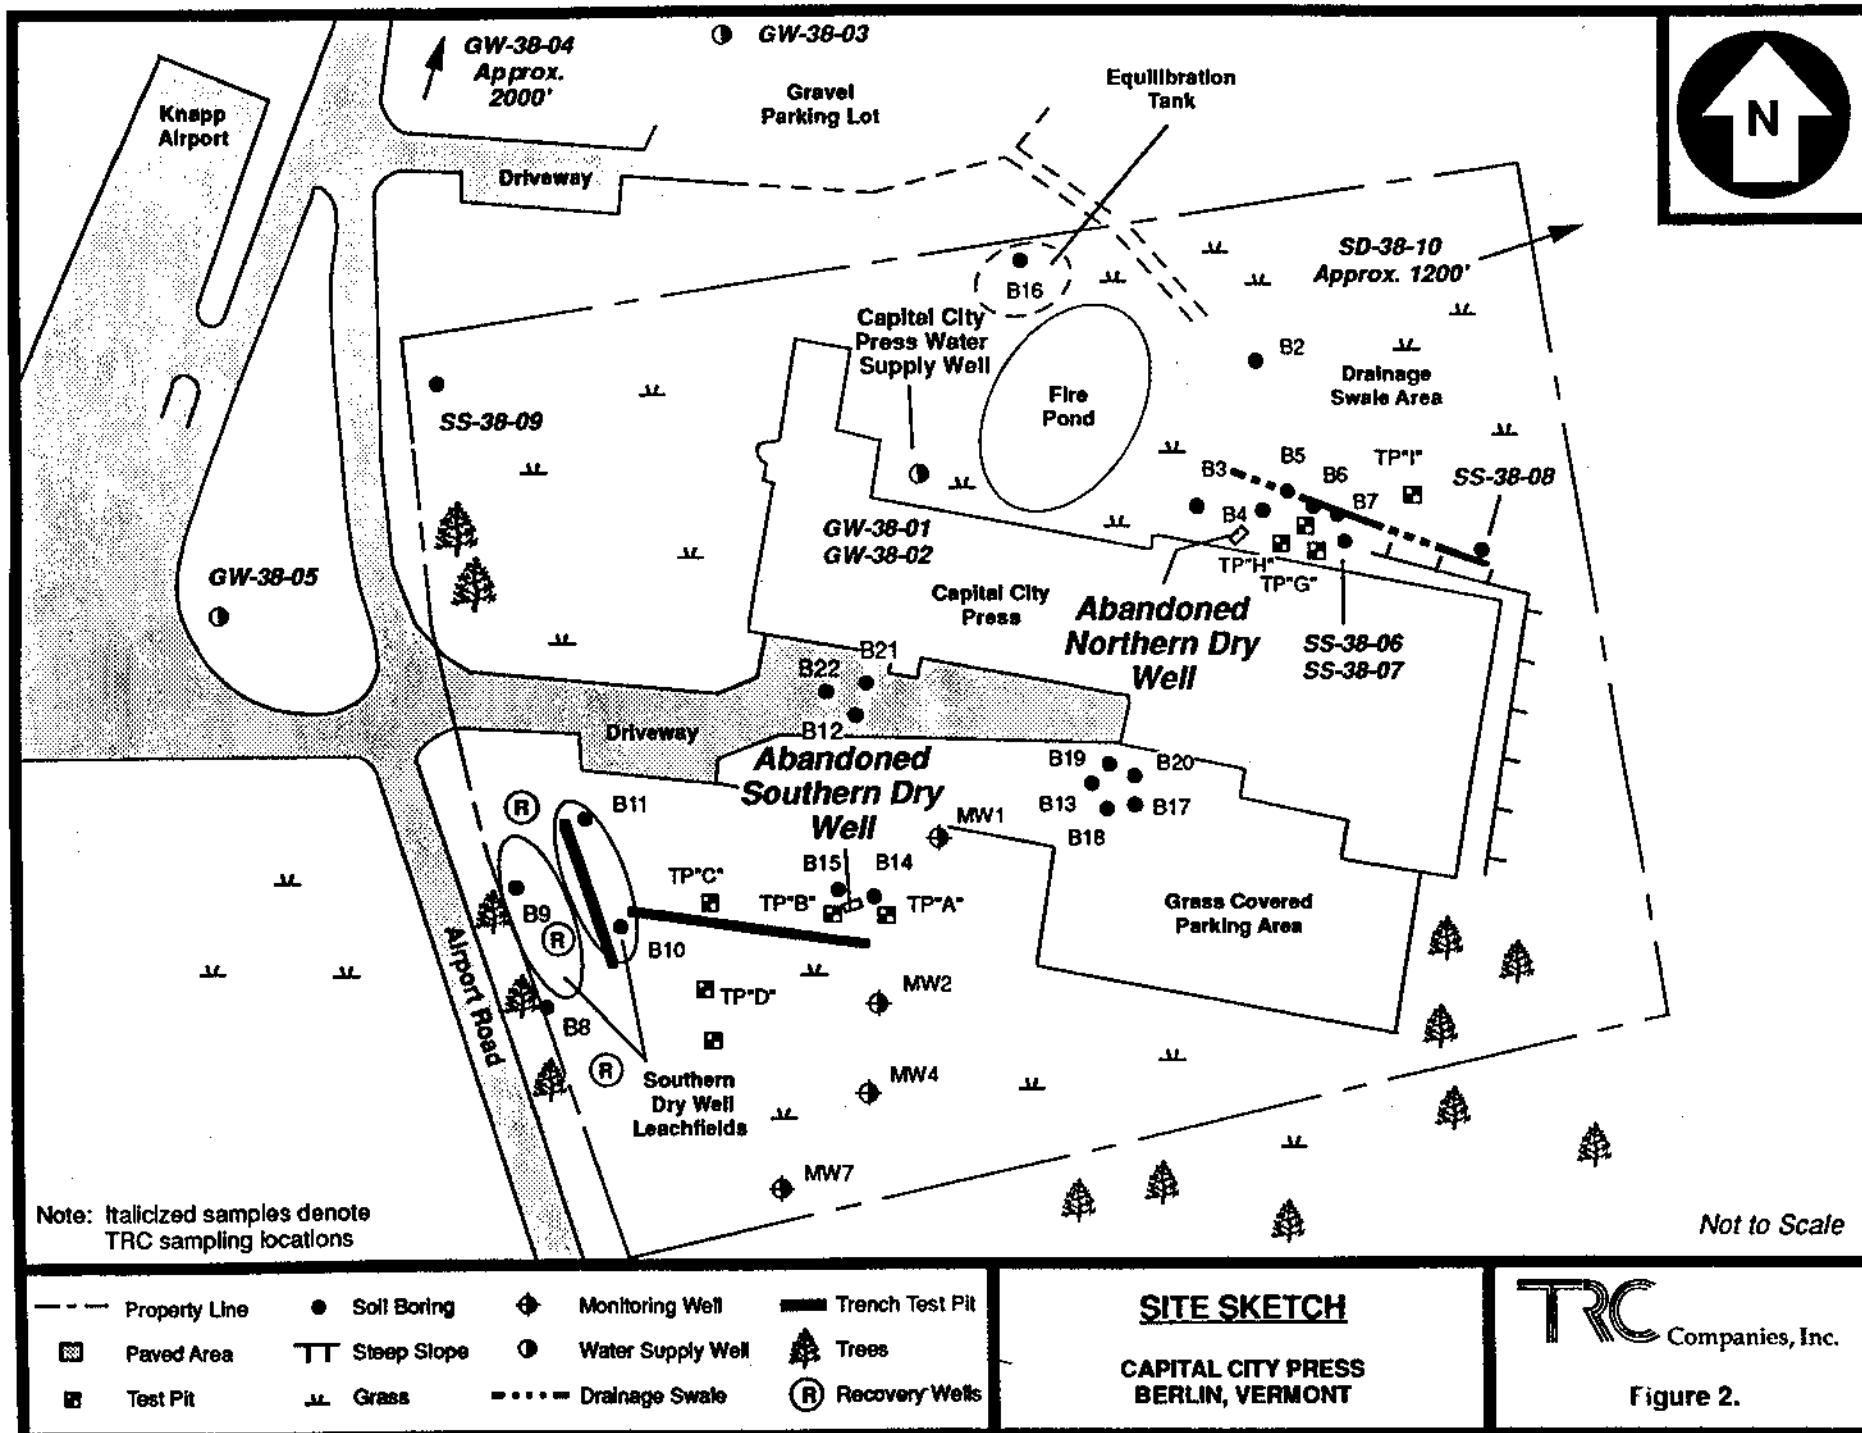 GW-38-04
Approx.
2000'
GW-38-03
Gravel
Parking Lot
Equilibration
Tank
N
Knapp
Airport
Driveway
SD-38-10
Approx. 1200'
B16
Capital City
Press Water
Supply Well
Fire
Pond
B2
Drainage
Swale Area
SS-38-09
B3
B5
B6
TP"I"
B7
SS-38-08
B4
GW-38-01
GW-38-02
TP"H"
TP"G"
GW-38-05
Capital City
Press
Abandoned
Northern Dry
Well
SS-38-06
SS-38-07
B21
B22
B12
Driveway
Abandoned
Southern Dry
Well
B19
B20
B13
B17
B18
R
B11
MW1
TP"C"
B15
B14
TP"B"
TP"A"
B9
R
B10
Grass Covered
Parking Area
Airport Road
TP"D"
MW2
B8
R
MW4
Southern
Dry Well
Leachfields
MW7
Note: Italicized samples denote
TRC sampling locations
Not to Scale
Property Line
Soil Boring
Monitoring Well
Trench Test Pit
Paved Area
Steep Slope
Water Supply Well
Trees
Test Pit
Grass
Drainage Swale
R Recovery Wells
SITE SKETCH
CAPITAL CITY PRESS
BERLIN, VERMONT
TRC Companies, Inc.
Figure 2.